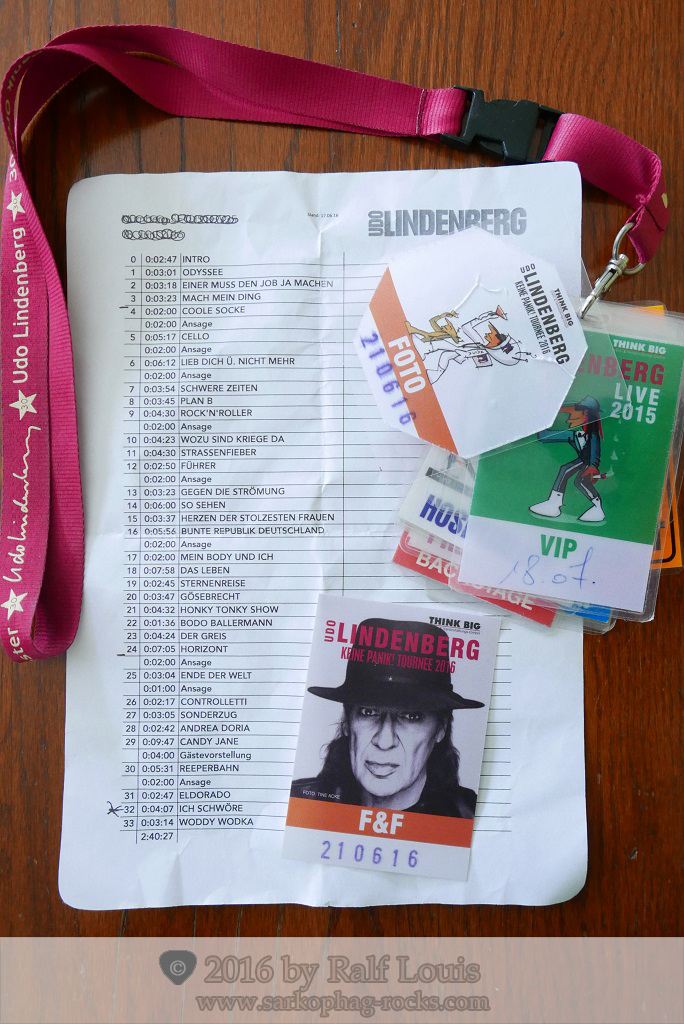 Stand: 17.06.16
UDO LINDENBERG
0 0:02:47 INTRO
1 0:03:01 ODYSSEE
2 0:03:18 EINER MUSS DEN JOB JA MACHEN
3 0:03:23 MACH MEIN DING
4 0:02:00 COOLE SOCKE
0:02:00 Ansage
5 0:05:17 CELLO
0:02:00 Ansage
6 0:06:12 LIEB DICH Ü. NICHT MEHR
0:02:00 Ansage
7 0:03:54 SCHWERE ZEITEN
8 0:03:45 PLAN B
9 0:04:30 ROCK'N'ROLLER
0:02:00 Ansage
10 0:04:23 WOZU SIND KRIEGE DA
11 0:04:30 STRASSENFIEBER
12 0:02:50 FÜHRER
0:02:00 Ansage
13 0:03:23 GEGEN DIE STRÖMUNG
14 0:06:00 SO SEHEN
15 0:03:37 HERZEN DER STOLZESTEN FRAUEN
16 0:05:56 BUNTE REPUBLIK DEUTSCHLAND
0:02:00 Ansage
17 0:02:00 MEIN BODY UND ICH
18 0:07:58 DAS LEBEN
19 0:02:45 STERNENREISE
20 0:03:47 GÖSEBRECHT
21 0:04:32 HONKY TONKY SHOW
22 0:01:36 BODO BALLERMANN
23 0:04:24 DER GREIS
24 0:07:05 HORIZONT
0:02:00 Ansage
25 0:03:04 ENDE DER WELT
0:01:00 Ansage
26 0:02:17 CONTROLLETTI
27 0:03:05 SONDERZUG
28 0:02:42 ANDREA DORIA
29 0:09:47 CANDY JANE
0:04:00 Gästevorstellung
30 0:05:31 REEPERBAHN
0:02:00 Ansage
31 0:02:47 ELDORADO
32 0:04:07 ICH SCHWÖRE
33 0:03:14 WODDY WODKA
2:40:27
Udo Lindenberg
Udo Lindenberg
THINK BIG
UDO LINDENBERG
KEINE PANIK! TOURNEE 2016
FOTO
210616
THINK BIG
ENBERG
LIVE
2015
VIP
18.07.
HOS
BACKSTAGE
THINK BIG
UDO LINDENBERG
KEINE PANIK! TOURNEE 2016
FOTO: TINE ACKE
F&F
210616
© 2016 by Ralf Louis
www.sarkophag-rocks.com